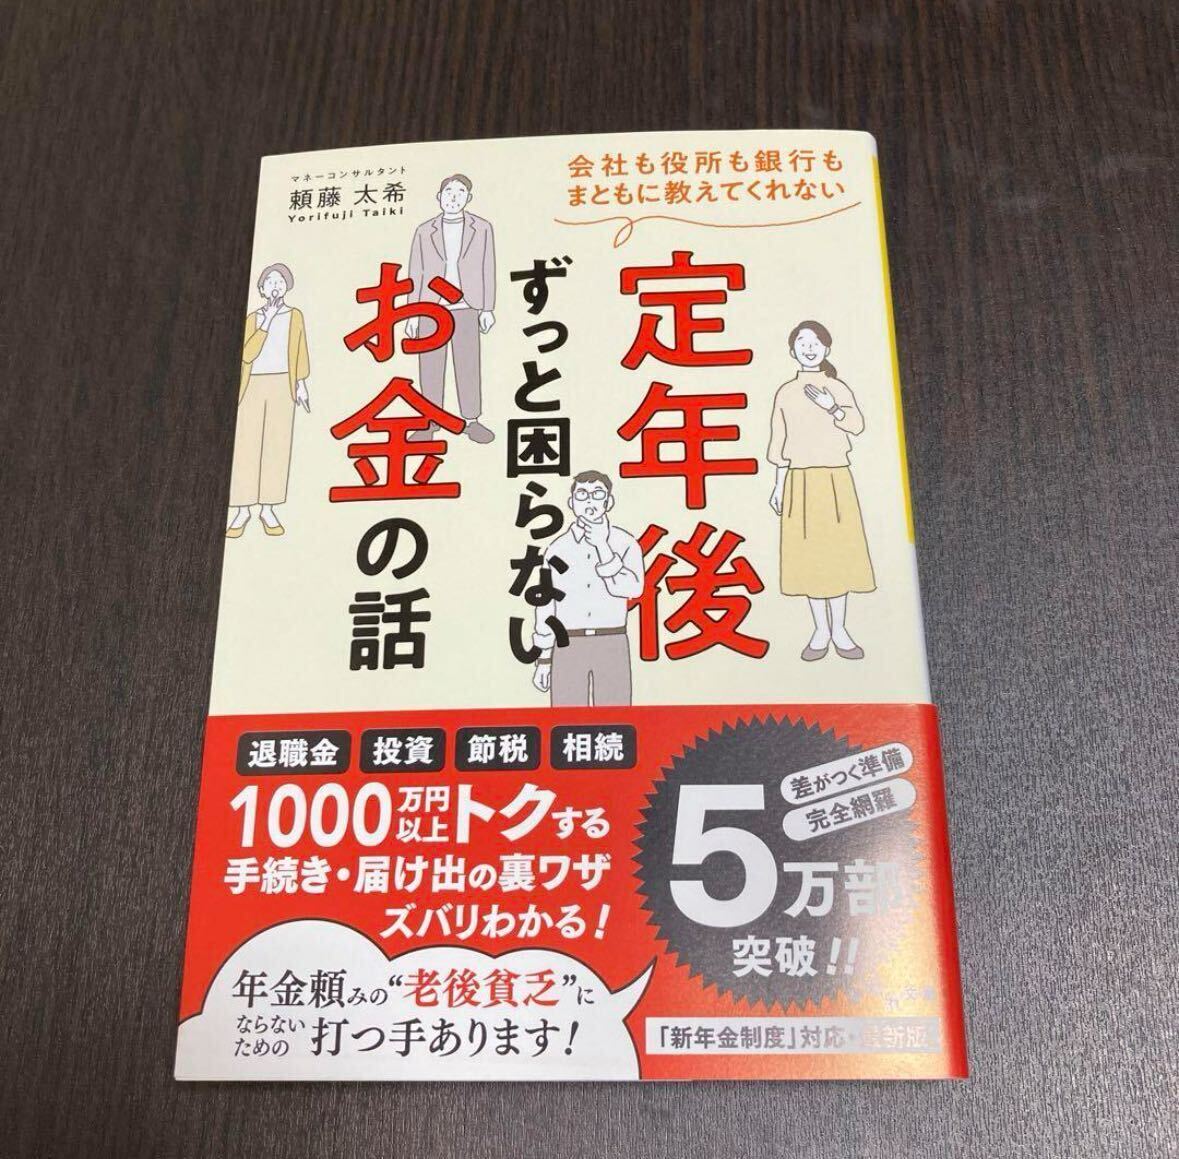 会社も役所も銀行も
まともに教えてくれない
マネーコンサルタント
頼藤 太希
Yorifuji Taiki
定年後
ずっと困らない
お金の話
退職金 投資 節税 相続
1000万円以上トクする
手続き・届け出の裏ワザ
ズバリわかる!
年金頼みの“老後貧乏”に
ならないための打つ手あります!
差がつく準備
完全網羅
5万部
突破!!
「新年金制度」対応・最新版